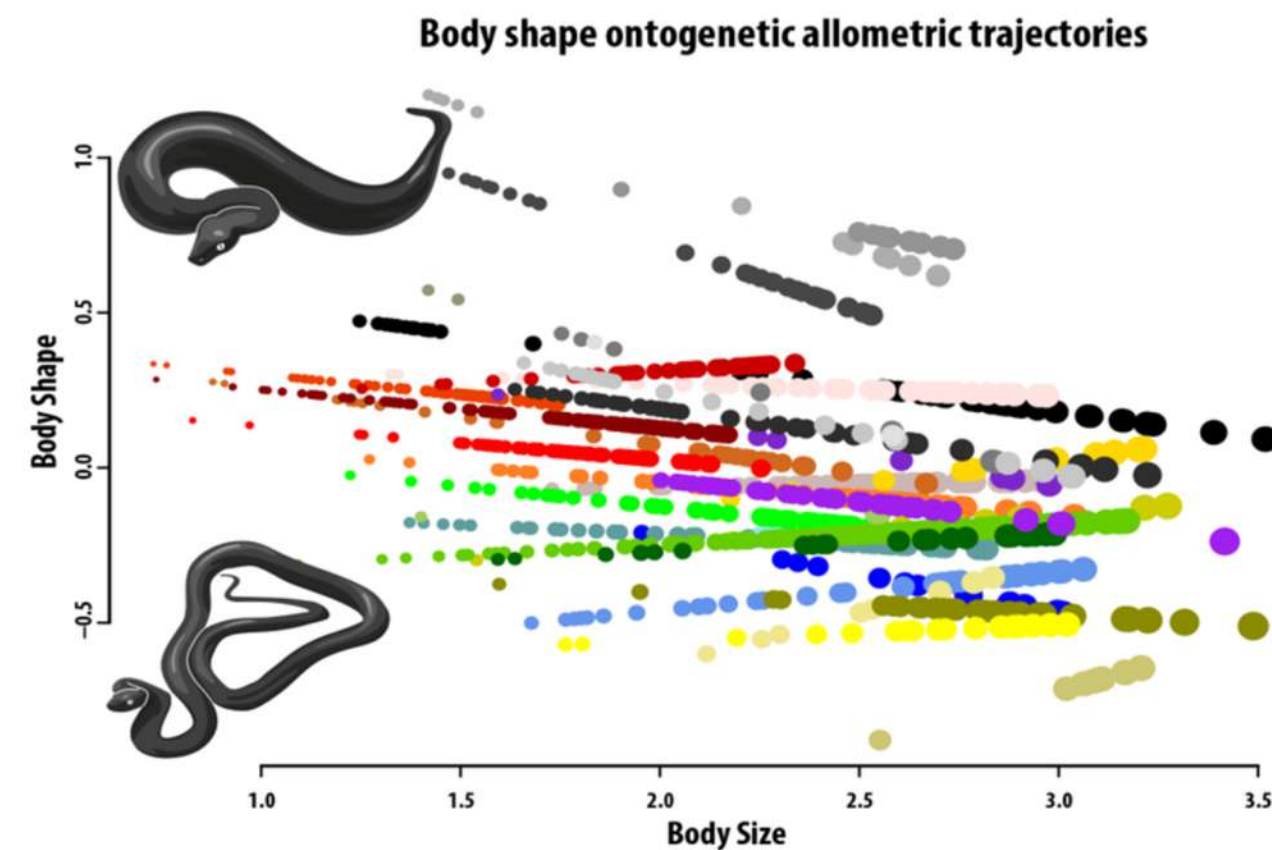 Body shape ontogenetic allometric trajectories
1.0
0.5
0.0
−0.5
Body Shape
1.0 1.5 2.0 2.5 3.0 3.5
Body Size